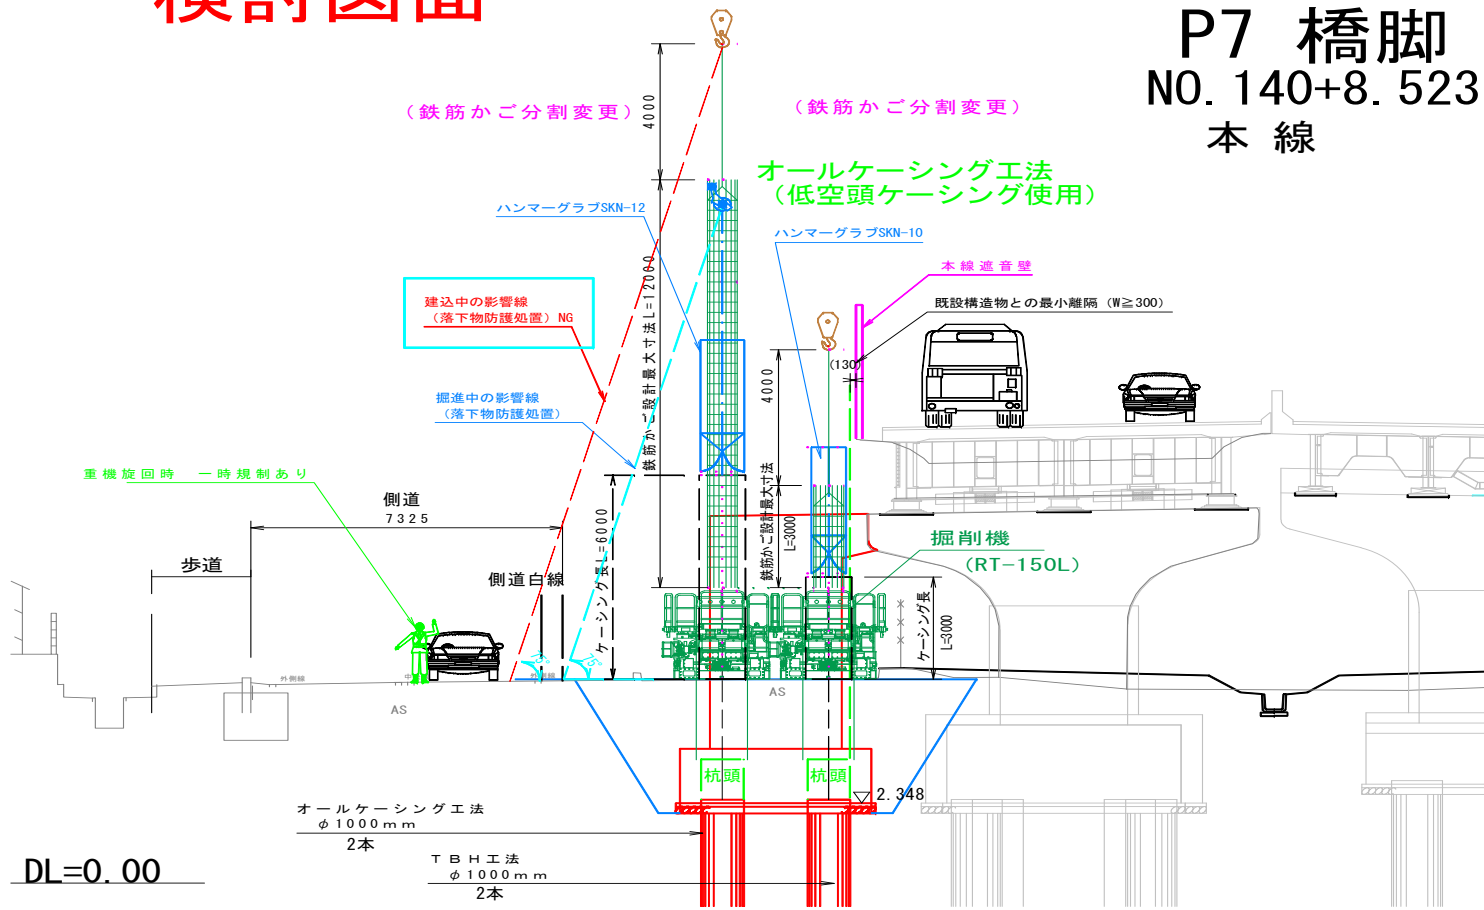 検討図面
P7 橋脚
NO. 140+8. 523
本 線
(鉄筋かご分割変更)
(鉄筋かご分割変更)
4000
オールケーシング工法
(低空頭ケーシング使用)
ハンマーグラブSKN-12
ハンマーグラブSKN-10
本線遮音壁
既設構造物との最小離隔 (W≧300)
建込中の影響線
(落下物防護処置) NG
鉄筋かご設計最大寸法L=12000
(130)
4000
掘進中の影響線
(落下物防護処置)
重機旋回時 一時規制あり
側道
7325
鉄筋かご設計最大寸法
L=3000
掘削機
(RT-150L)
歩道
側道白線
ケーシング長L=6000
ケーシング長
L=3000
75°
75°
外側線
AS
AS
杭頭
杭頭
2.348
オールケーシング工法
φ1000mm
2本
TBH工法
φ1000mm
2本
DL=0.00